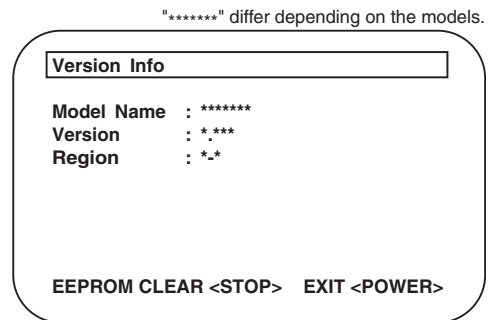 "*******" differ depending on the models.
Version Info
Model Name : *******
Version : *.***
Region : *-*
EEPROM CLEAR <STOP> EXIT <POWER>